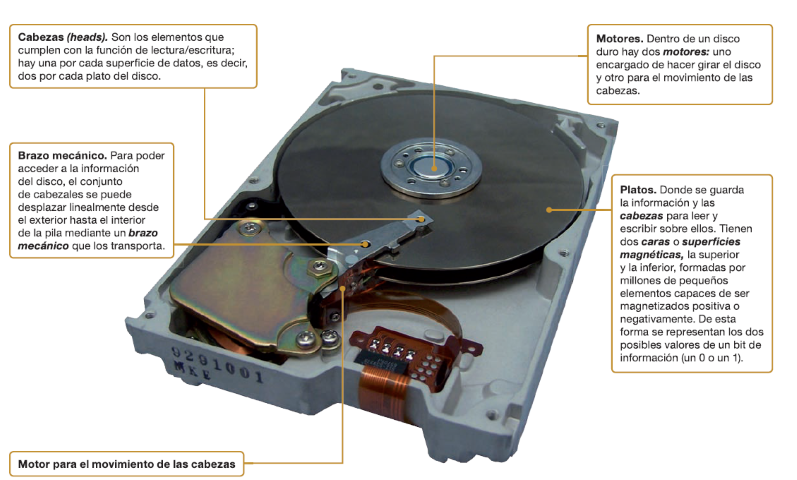 Cabezas (heads). Son los elementos que
cumplen con la función de lectura/escritura;
hay una por cada superficie de datos, es decir,
dos por cada plato del disco.
Motores. Dentro de un disco
duro hay dos motores: uno
encargado de hacer girar el disco
y otro para el movimiento de las
cabezas.
Brazo mecánico. Para poder
acceder a la información
del disco, el conjunto
de cabezales se puede
desplazar linealmente desde
el exterior hasta el interior
de la pila mediante un brazo
mecánico que los transporta.
Platos. Donde se guarda
la información y las
cabezas para leer y
escribir sobre ellos. Tienen
dos caras o superficies
magnéticas, la superior
y la inferior, formadas por
millones de pequeños
elementos capaces de ser
magnetizados positiva o
negativamente. De esta
forma se representan los dos
posibles valores de un bit de
información (un 0 o un 1).
0291001
MKE
Motor para el movimiento de las cabezas